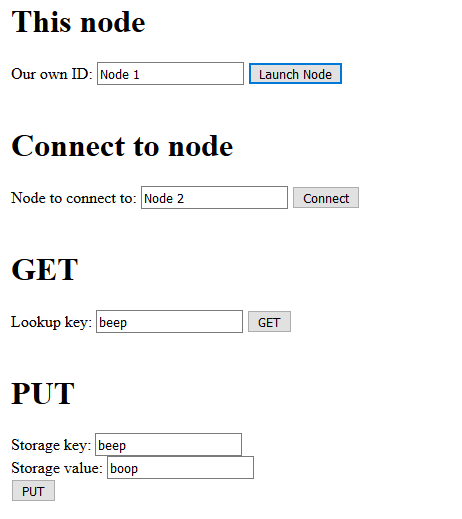 This node
Our own ID: Node 1 Launch Node
Connect to node
Node to connect to: Node 2 Connect
GET
Lookup key: beep GET
PUT
Storage key: beep
Storage value: boop
PUT